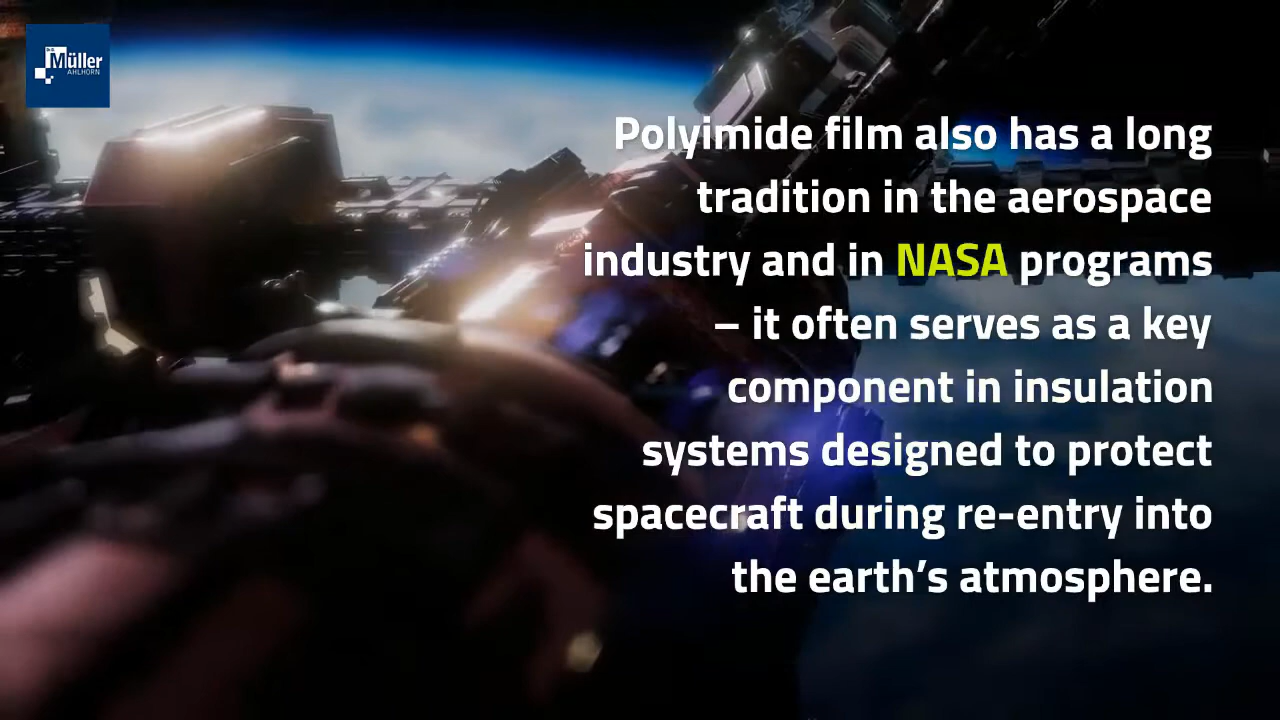 Müller
AHLHORN
Polyimide film also has a long
tradition in the aerospace
industry and in NASA programs
– it often serves as a key
component in insulation
systems designed to protect
spacecraft during re-entry into
the earth’s atmosphere.